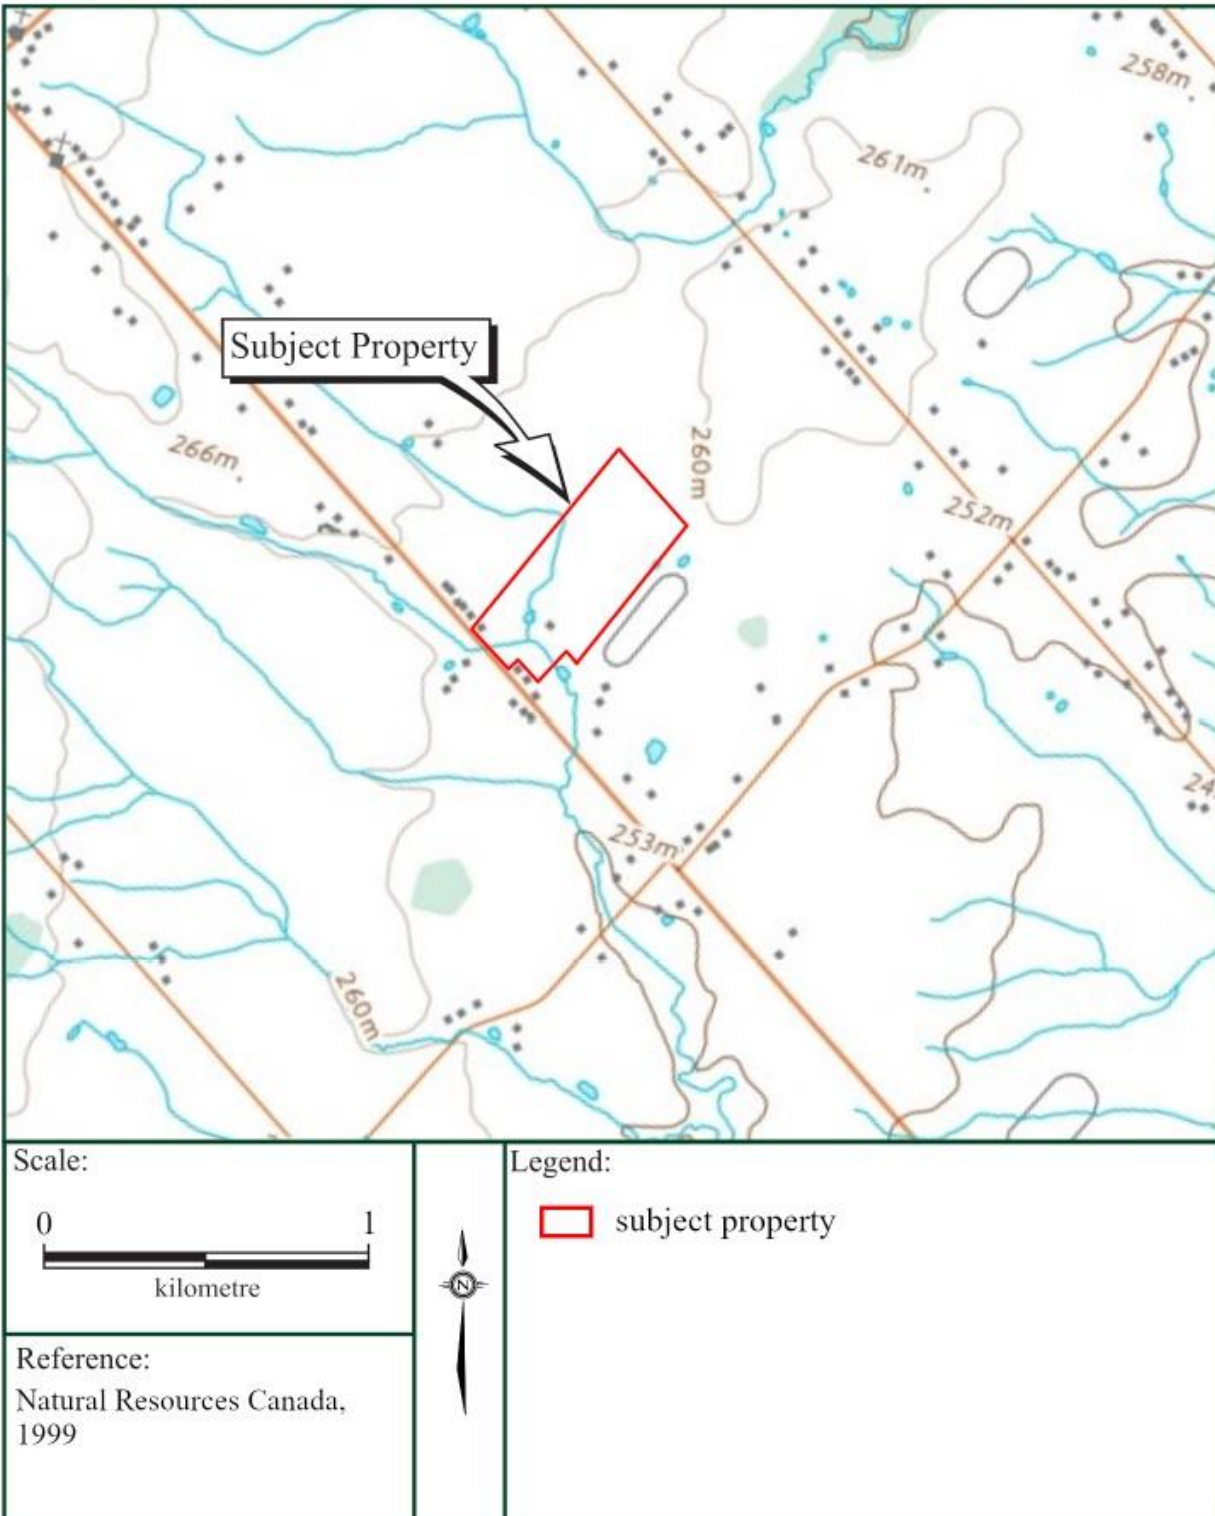 258m
261m
Subject Property
266m
260m
252m
253m
260m
Scale:
0 1
kilometre
N
Legend:
subject property
Reference:
Natural Resources Canada,
1999